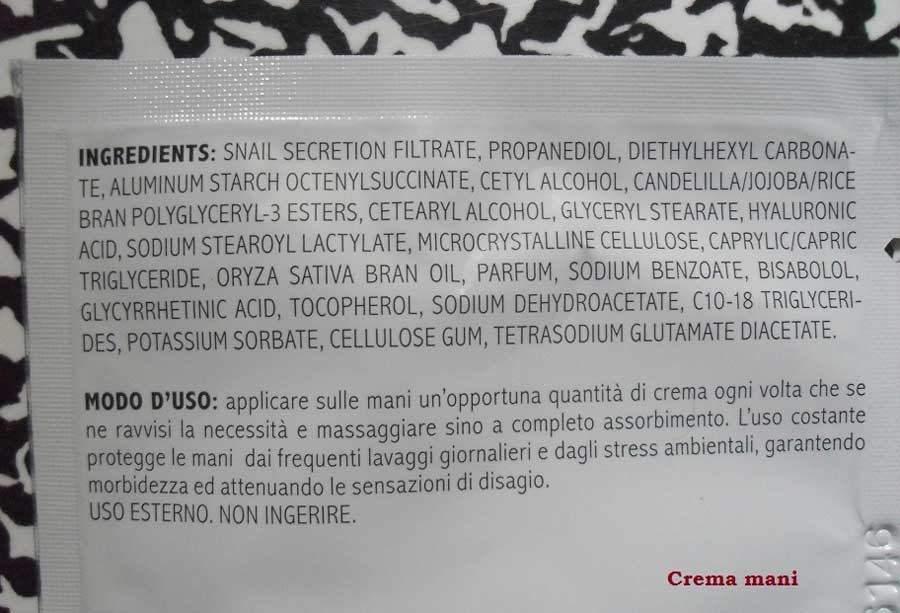 INGREDIENTS: SNAIL SECRETION FILTRATE, PROPANEDIOL, DIETHYLHEXYL CARBONA-
TE, ALUMINUM STARCH OCTENYLSUCCINATE, CETYL ALCOHOL, CANDELILLA/JOJOBA/RICE
BRAN POLYGLYCERYL-3 ESTERS, CETEARYL ALCOHOL, GLYCERYL STEARATE, HYALURONIC
ACID, SODIUM STEAROYL LACTYLATE, MICROCRYSTALLINE CELLULOSE, CAPRYLIC/CAPRIC
TRIGLYCERIDE, ORYZA SATIVA BRAN OIL, PARFUM, SODIUM BENZOATE, BISABOLOL,
GLYCYRRHETINIC ACID, TOCOPHEROL, SODIUM DEHYDROACETATE, C10-18 TRIGLYCERI-
DES, POTASSIUM SORBATE, CELLULOSE GUM, TETRASODIUM GLUTAMATE DIACETATE.
MODO D'USO: applicare sulle mani un'opportuna quantità di crema ogni volta che se
ne ravvisi la necessità e massaggiare sino a completo assorbimento. L'uso costante
protegge le mani dai frequenti lavaggi giornalieri e dagli stress ambientali, garantendo
morbidezza ed attenuando le sensazioni di disagio.
USO ESTERNO. NON INGERIRE.
Crema mani